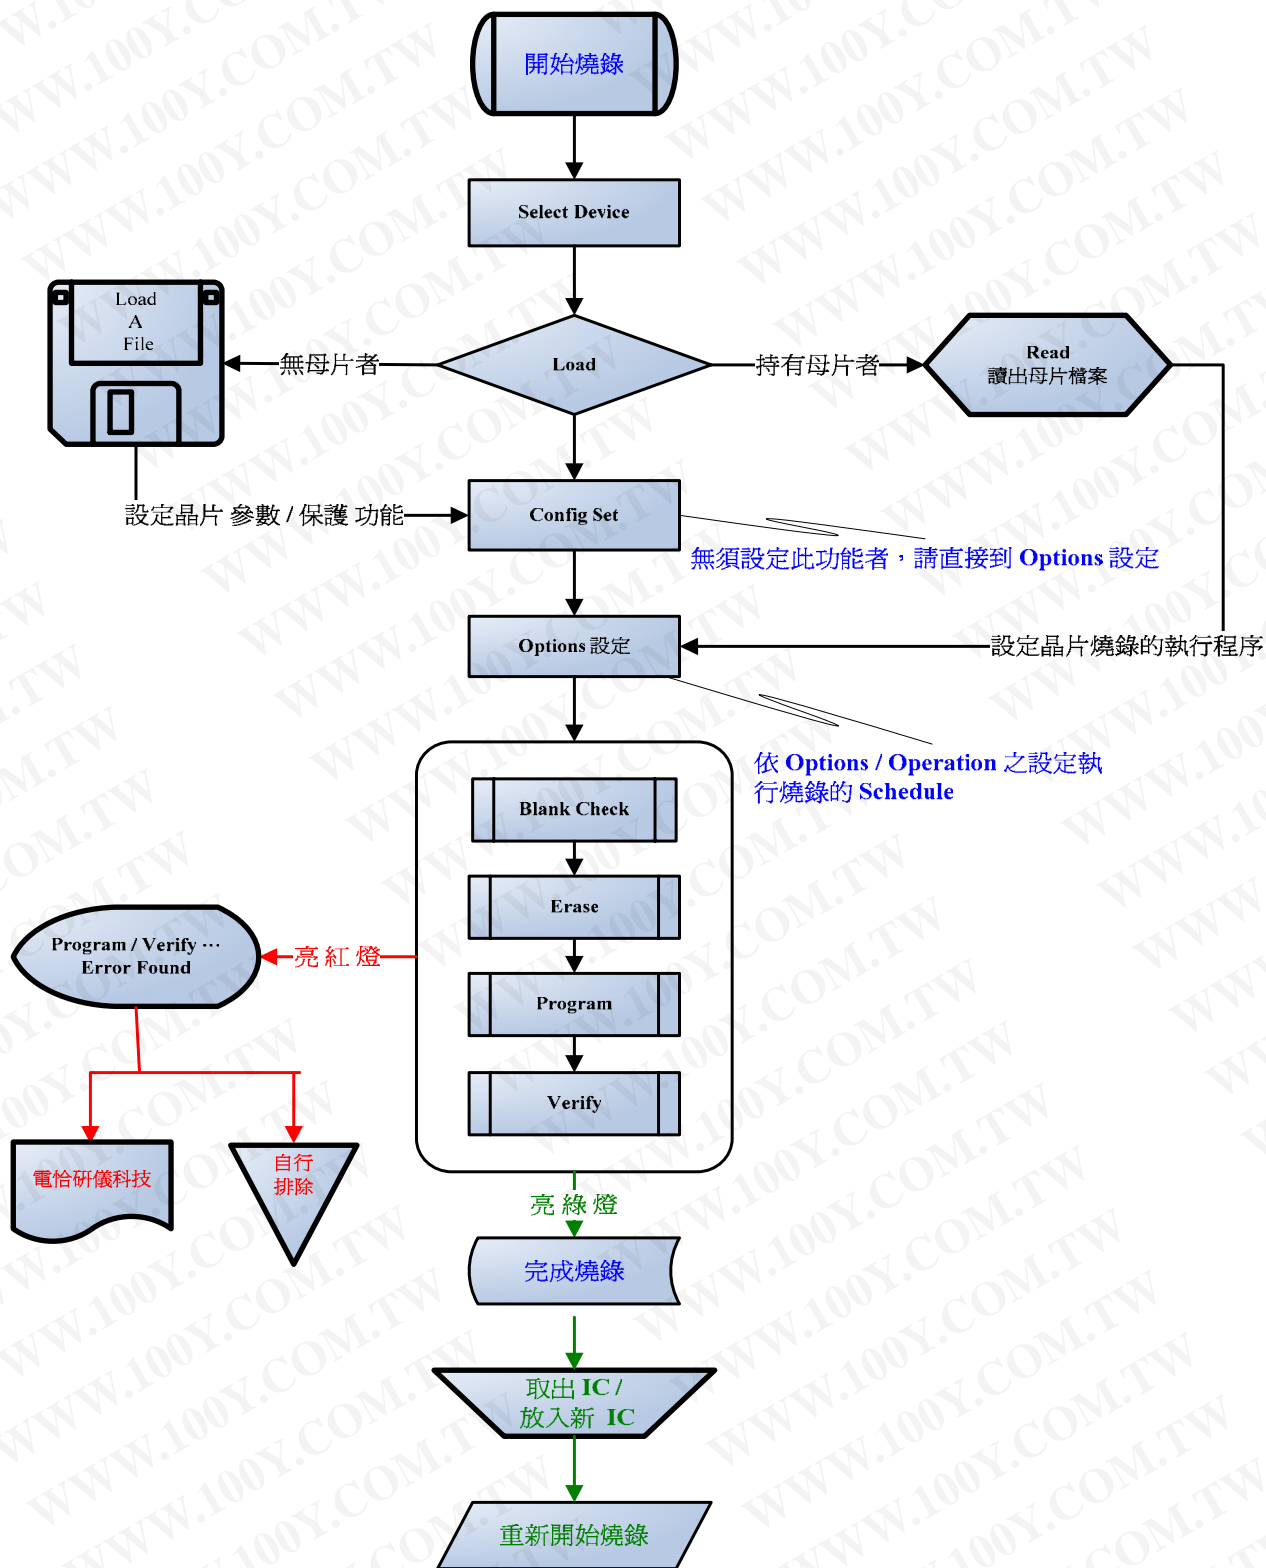 開始燒錄
Select Device
Load
A
File
無母片者
Load
持有母片者
Read
讀出母片檔案
設定晶片 參數 / 保護 功能
Config Set
無須設定此功能者，請直接到 Options 設定
Options 設定
設定晶片燒錄的執行程序
依 Options / Operation 之設定執
行燒錄的 Schedule
Blank Check
Erase
Program / Verify …
Error Found
亮 紅 燈
Program
Verify
電恰研儀科技
自行
排除
亮 綠 燈
完成燒錄
取出 IC /
放入新 IC
重新開始燒錄
WWW.100Y.COM.TW